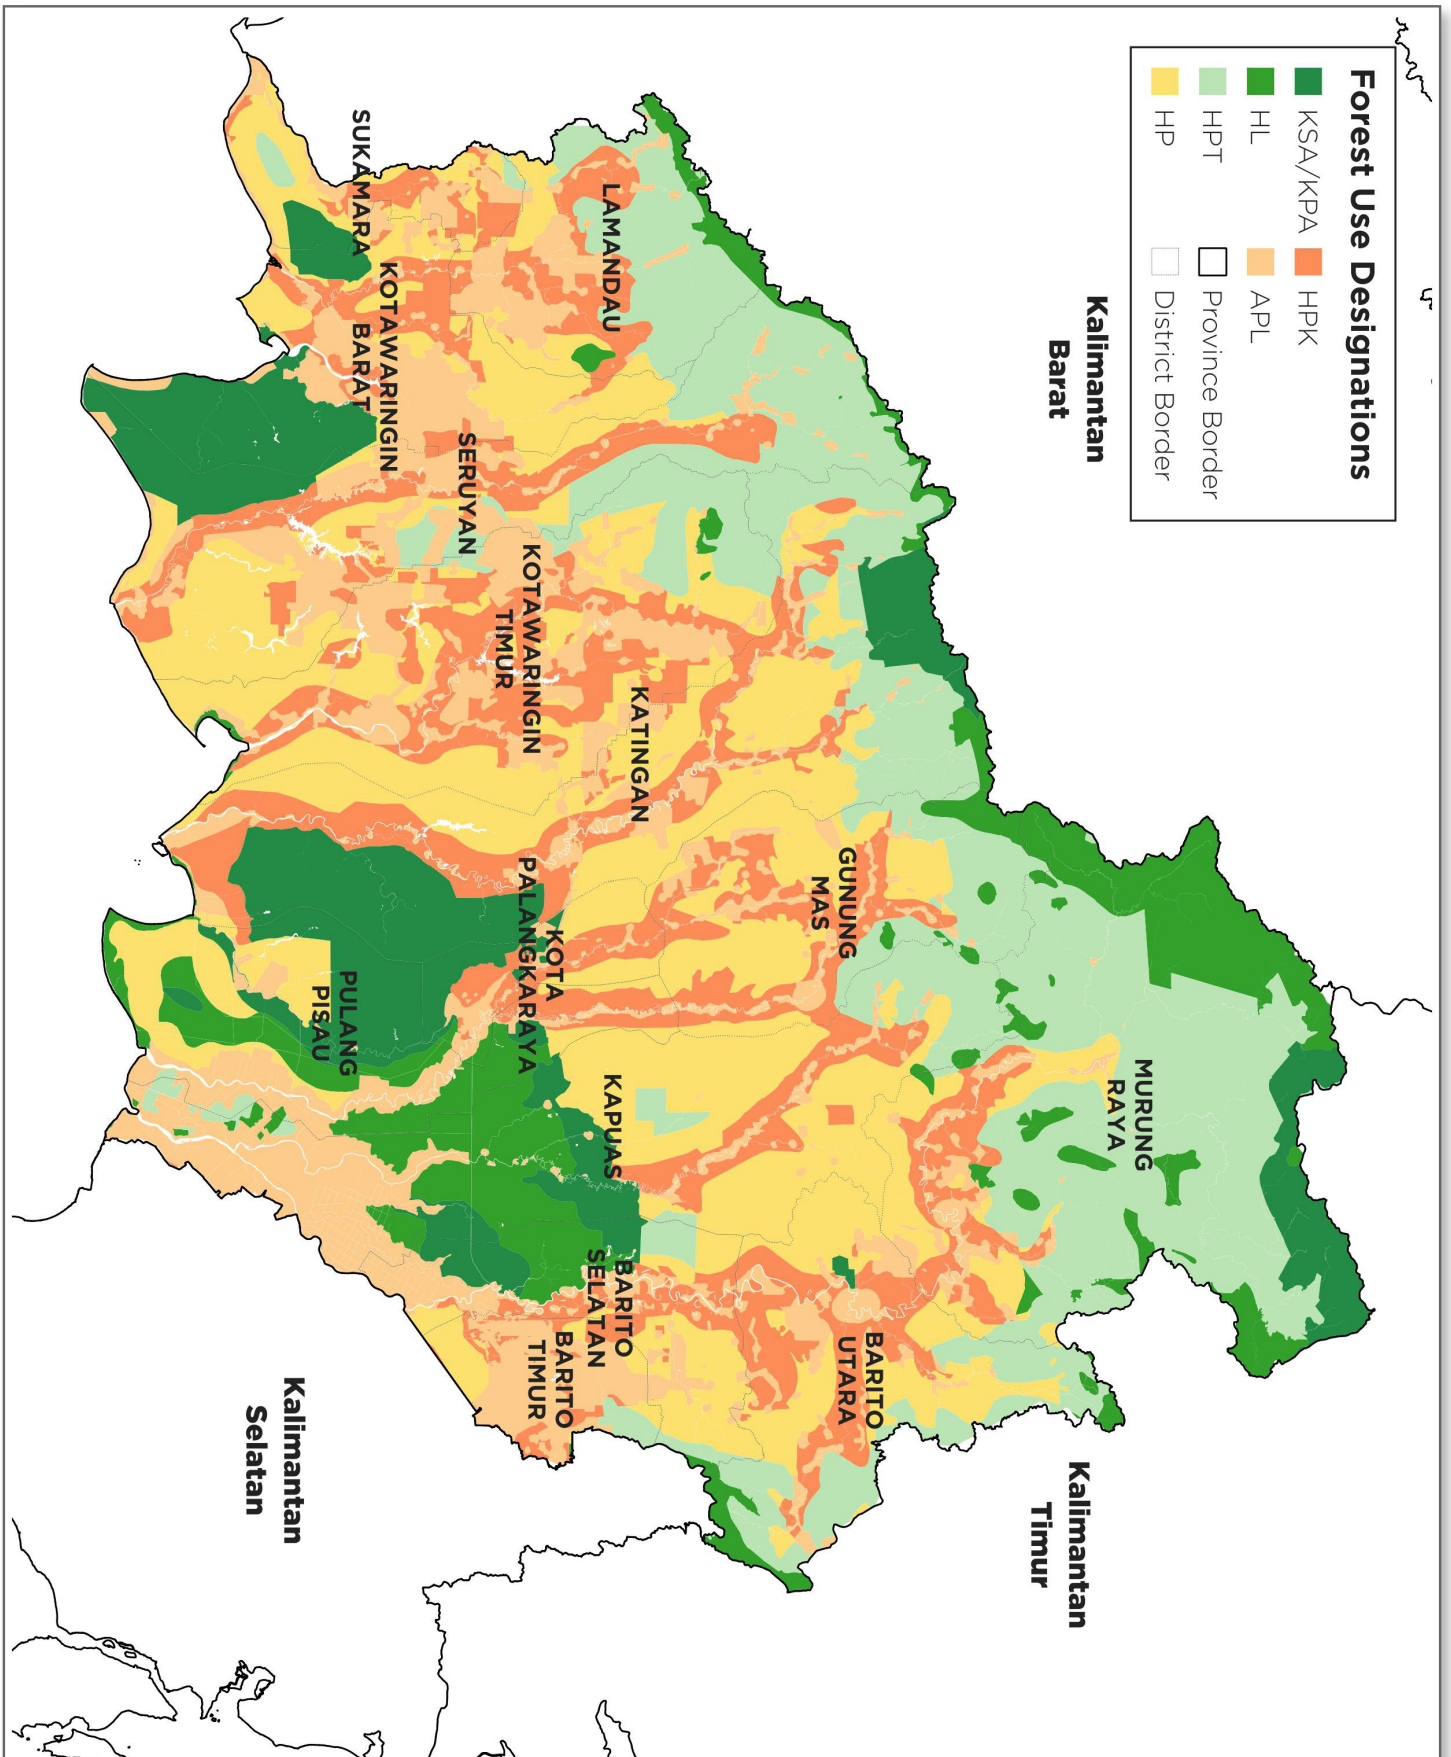 Forest Use Designations
KSA/KPA
HL
HPT
HP
HPK
APL
Province Border
District Border
Kalimantan
Barat
Kalimantan
Timur
Kalimantan
Selatan
MURUNG
RAYA
GUNUNG
MAS
BARITO
UTARA
LAMANDAU
KATINGAN
KAPUAS
BARITO
SELATAN
BARITO
TIMUR
KOTAWARINGIN
TIMUR
KOTA
PALANGKARAYA
SERUYAN
SUKAMARA
KOTAWARINGIN
BARAT
PULANG
PISAU